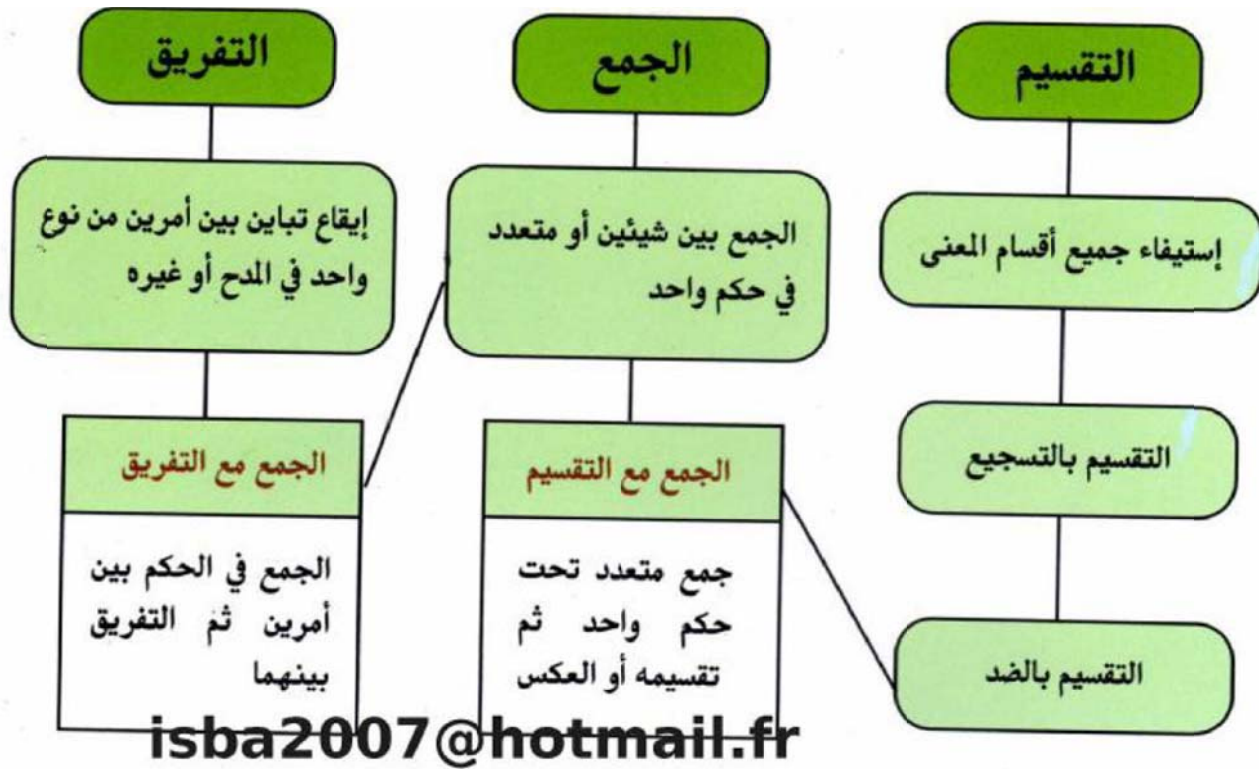 التقسيم
إستيفاء جميع أقسام المعنى
التقسيم بالتسجيع
التقسيم بالضد
الجمع
الجمع بين شيئين أو متعدد
في حكم واحد
الجمع مع التقسيم
جمع متعدد تحت
حكم واحد ثم
تقسيمه أو العكس
التفريق
إيقاع تباين بين أمرين من نوع
واحد في المدح أو غيره
الجمع مع التفريق
الجمع في الحكم بين
أمرين ثم التفريق
بينهما
isba2007@hotmail.fr